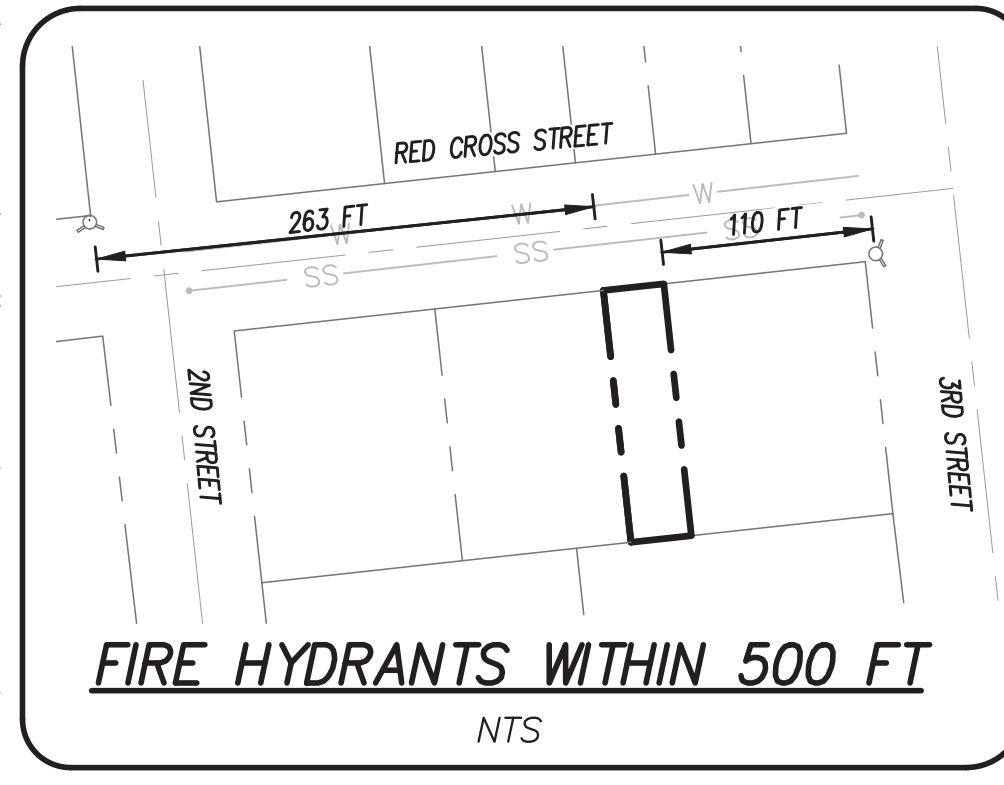 RED CROSS STREET
W
263 FT
W
W
110 FT
SS
SS
SS
2ND STREET
3RD STREET
FIRE HYDRANTS WITHIN 500 FT
NTS